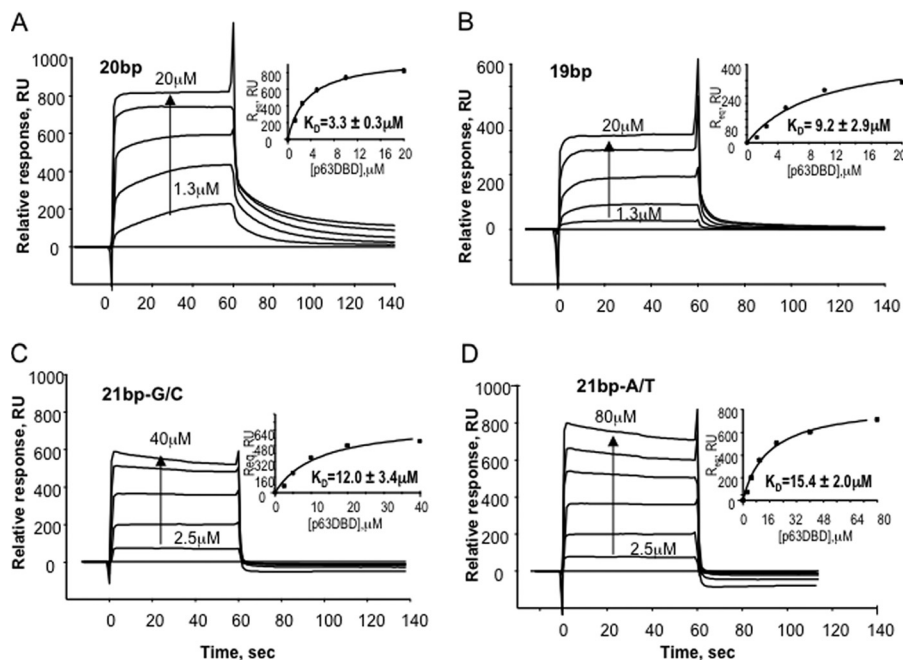 A
20bp
Relative response, RU
1000
800
600
400
200
0
20μM
1.3μM
0 20 40 60 80 100 120 140
800
600
400
200
0
K_D=3.3 ± 0.3μM
0 4 8 12 16 20
[p63DBD],μM
B
19bp
Relative response, RU
600
400
200
0
20μM
1.3μM
0 20 40 60 80 100 120 140
R_eq, RU
400
240
80
0
K_D= 9.2 ± 2.9μM
0 4 8 12 16 20
[p63DBD],μM
C
21bp-G/C
Relative response, RU
1000
800
600
400
200
0
40μM
2.5μM
0 20 40 60 80 100 120 140
Time, sec
Req, RU
640
480
320
160
0
K_D=12.0 ± 3.4μM
0 10 20 30 40
[p63DBD],μM
D
21bp-A/T
Relative response, RU
1000
800
600
400
200
0
80μM
2.5μM
0 20 40 60 80 100 120 140
Time, sec
R_eq, RU
800
600
400
200
0
K_D=15.4 ± 2.0μM
0 16 32 48 64 80
[p63DBD],μM